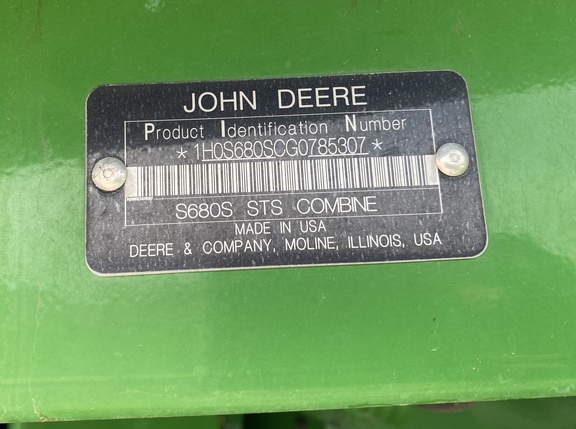 JOHN DEERE
Product Identification Number
*1H0S680SCG0785307*
S680S STS COMBINE
MADE IN USA
DEERE & COMPANY, MOLINE, ILLINOIS, USA